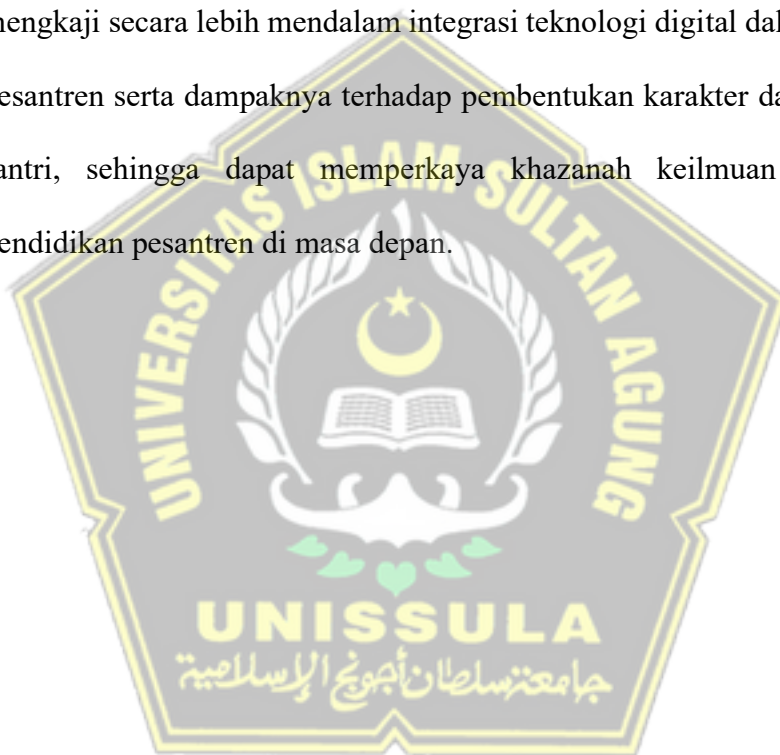 mengkaji secara lebih mendalam integrasi teknologi digital dal
esantren serta dampaknya terhadap pembentukan karakter da
antri, sehingga dapat memperkaya khazanah keilmuan
endidikan pesantren di masa depan.
UNIVERSITAS ISLAM SULTAN AGUNG
UNISSULA
جامعة سلطان أجونج الإسلامية